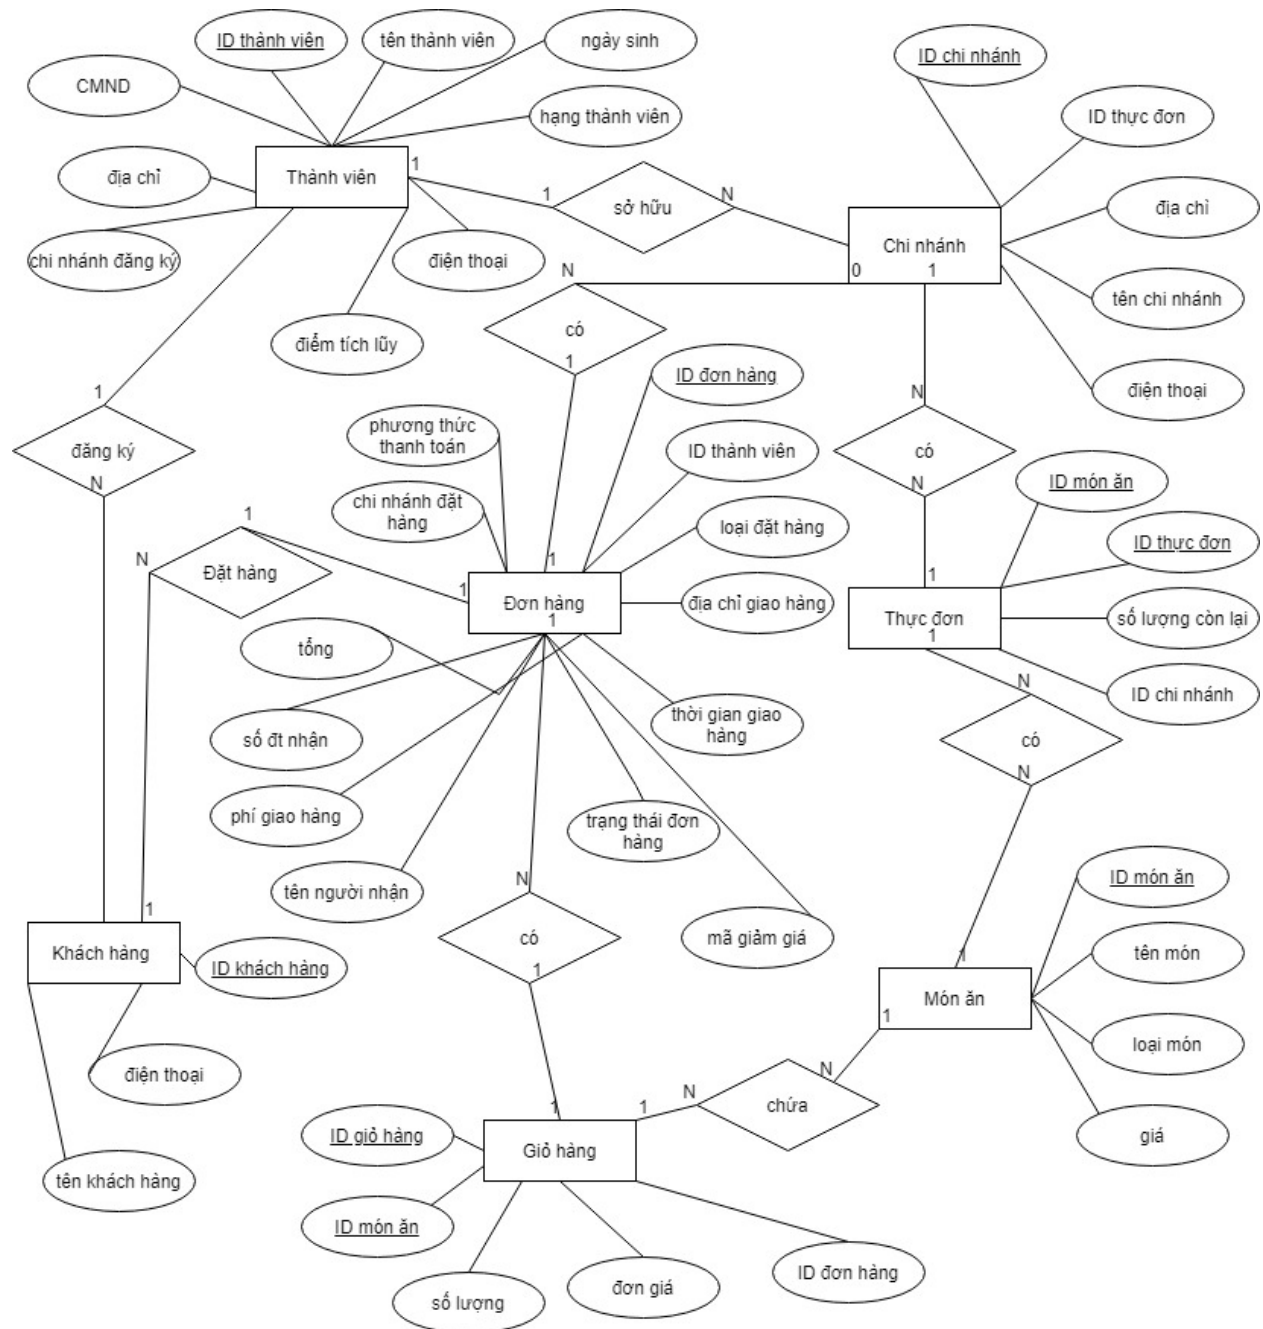 ID thành viên
tên thành viên
ngày sinh
ID chi nhánh
CMND
hạng thành viên
ID thực đơn
1
Thành viên
địa chỉ
1
sở hữu
N
địa chỉ
Chi nhánh
chi nhánh đăng ký
điện thoại
N
0
1
tên chi nhánh
có
điểm tích lũy
1
ID đơn hàng
điện thoại
1
N
phương thức
thanh toán
ID thành viên
đăng ký
có
N
N
ID món ăn
chi nhánh đặt
hàng
loại đặt hàng
1
ID thực đơn
N
Đặt hàng
1
1
1
Đơn hàng
1
địa chỉ giao hàng
Thực đơn
1
số lượng còn lại
tổng
N
ID chi nhánh
thời gian giao
hàng
số đt nhận
có
N
phí giao hàng
trạng thái đơn
hàng
N
tên người nhận
ID món ăn
1
có
mã giảm giá
Khách hàng
tên món
ID khách hàng
1
1
Món ăn
1
loại món
điện thoại
N
N
1
1
chứa
ID giỏ hàng
Giỏ hàng
giá
tên khách hàng
ID món ăn
ID đơn hàng
đơn giá
số lượng